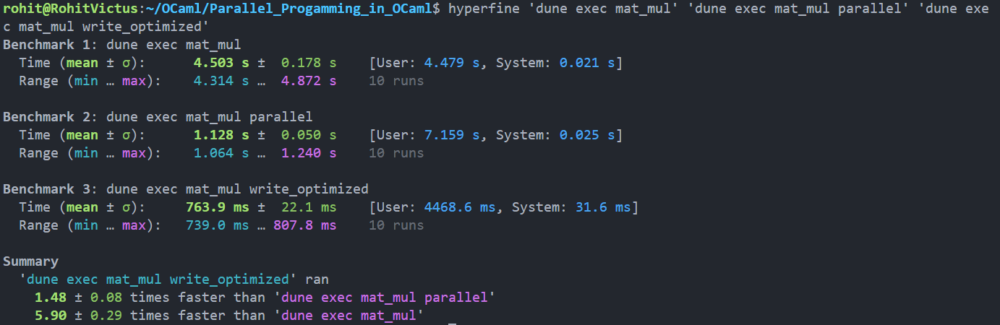 rohit@RohitVictus:~/OCaml/Parallel_Progamming_in_OCaml$ hyperfine 'dune exec mat_mul' 'dune exec mat_mul parallel' 'dune exe
c mat_mul write_optimized'
Benchmark 1: dune exec mat_mul
  Time (mean ± σ):      4.503 s ±  0.178 s    [User: 4.479 s, System: 0.021 s]
  Range (min … max):    4.314 s …  4.872 s    10 runs

Benchmark 2: dune exec mat_mul parallel
  Time (mean ± σ):      1.128 s ±  0.050 s    [User: 7.159 s, System: 0.025 s]
  Range (min … max):    1.064 s …  1.240 s    10 runs

Benchmark 3: dune exec mat_mul write_optimized
  Time (mean ± σ):     763.9 ms ±  22.1 ms    [User: 4468.6 ms, System: 31.6 ms]
  Range (min … max):   739.0 ms … 807.8 ms    10 runs

Summary
  'dune exec mat_mul write_optimized' ran
    1.48 ± 0.08 times faster than 'dune exec mat_mul parallel'
    5.90 ± 0.29 times faster than 'dune exec mat_mul'